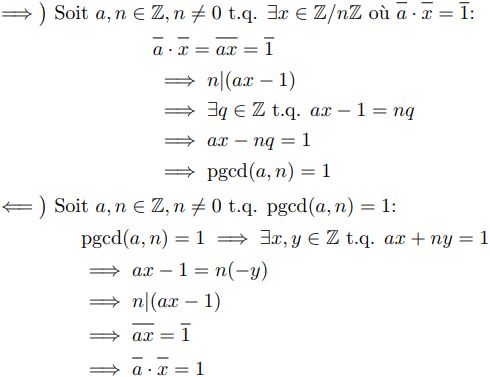 ⟹) Soit a, n ∈ ℤ, n ≠ 0 t.q. ∃x ∈ ℤ/nℤ où a̅ · x̅ = 1̅:
a̅ · x̅ = a̅x̅ = 1̅
⟹ n|(ax − 1)
⟹ ∃q ∈ ℤ t.q. ax − 1 = nq
⟹ ax − nq = 1
⟹ pgcd(a, n) = 1
⟸) Soit a, n ∈ ℤ, n ≠ 0 t.q. pgcd(a, n) = 1:
pgcd(a, n) = 1 ⟹ ∃x, y ∈ ℤ t.q. ax + ny = 1
⟹ ax − 1 = n(−y)
⟹ n|(ax − 1)
⟹ a̅x̅ = 1̅
⟹ a̅ · x̅ = 1